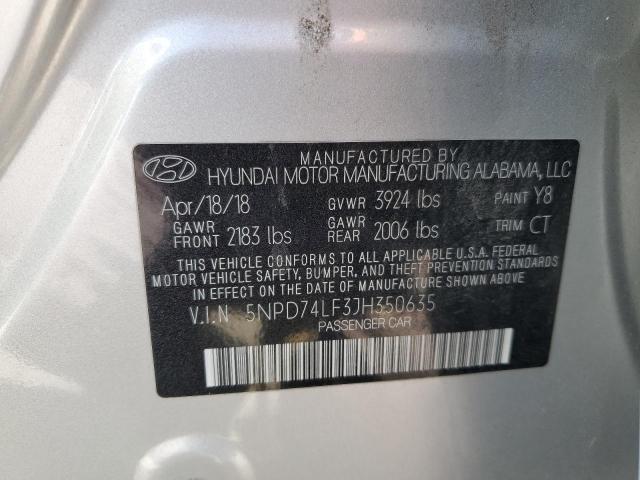 MANUFACTURED BY
HYUNDAI MOTOR MANUFACTURING ALABAMA, LLC
Apr/18/18 GVWR 3924 lbs PAINT Y8
GAWR FRONT 2183 lbs GAWR REAR 2006 lbs TRIM CT
THIS VEHICLE CONFORMS TO ALL APPLICABLE U.S.A. FEDERAL
MOTOR VEHICLE SAFETY, BUMPER, AND THEFT PREVENTION STANDARDS
IN EFFECT ON THE DATE OF MANUFACTURE SHOWN ABOVE
V.I.N 5NPD74LF3JH350635
PASSENGER CAR